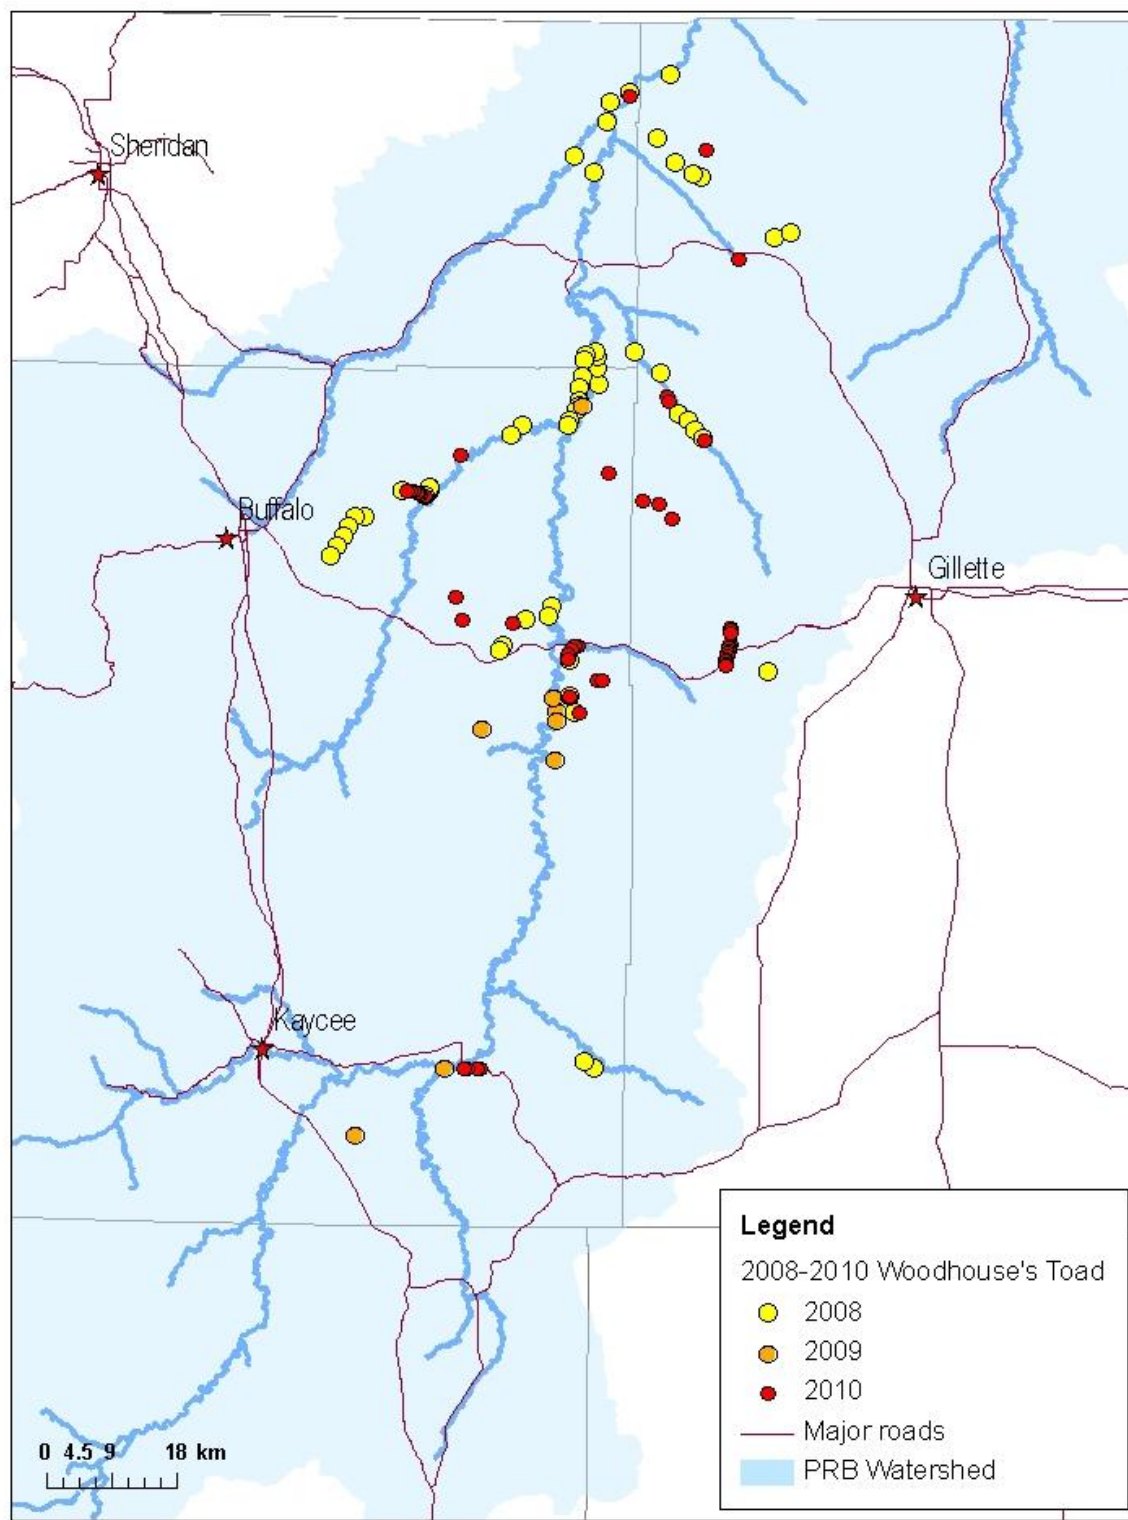 Sheridan
Buffalo
Gillette
Kaycee
Legend
2008-2010 Woodhouse's Toad
2008
2009
2010
Major roads
PRB Watershed
0 4.5 9 18 km